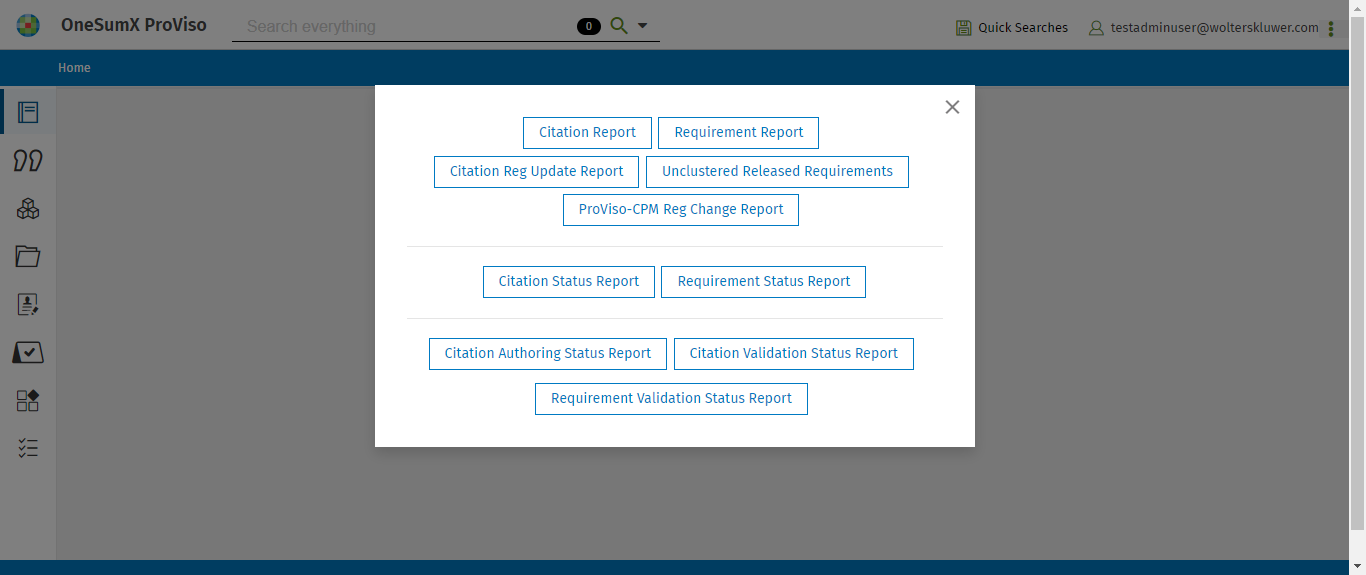 OneSumX ProViso
Search everything
0
Quick Searches
testadminuser@wolterskluwer.com
Home
Citation Report
Requirement Report
Citation Reg Update Report
Unclustered Released Requirements
ProViso-CPM Reg Change Report
Citation Status Report
Requirement Status Report
Citation Authoring Status Report
Citation Validation Status Report
Requirement Validation Status Report